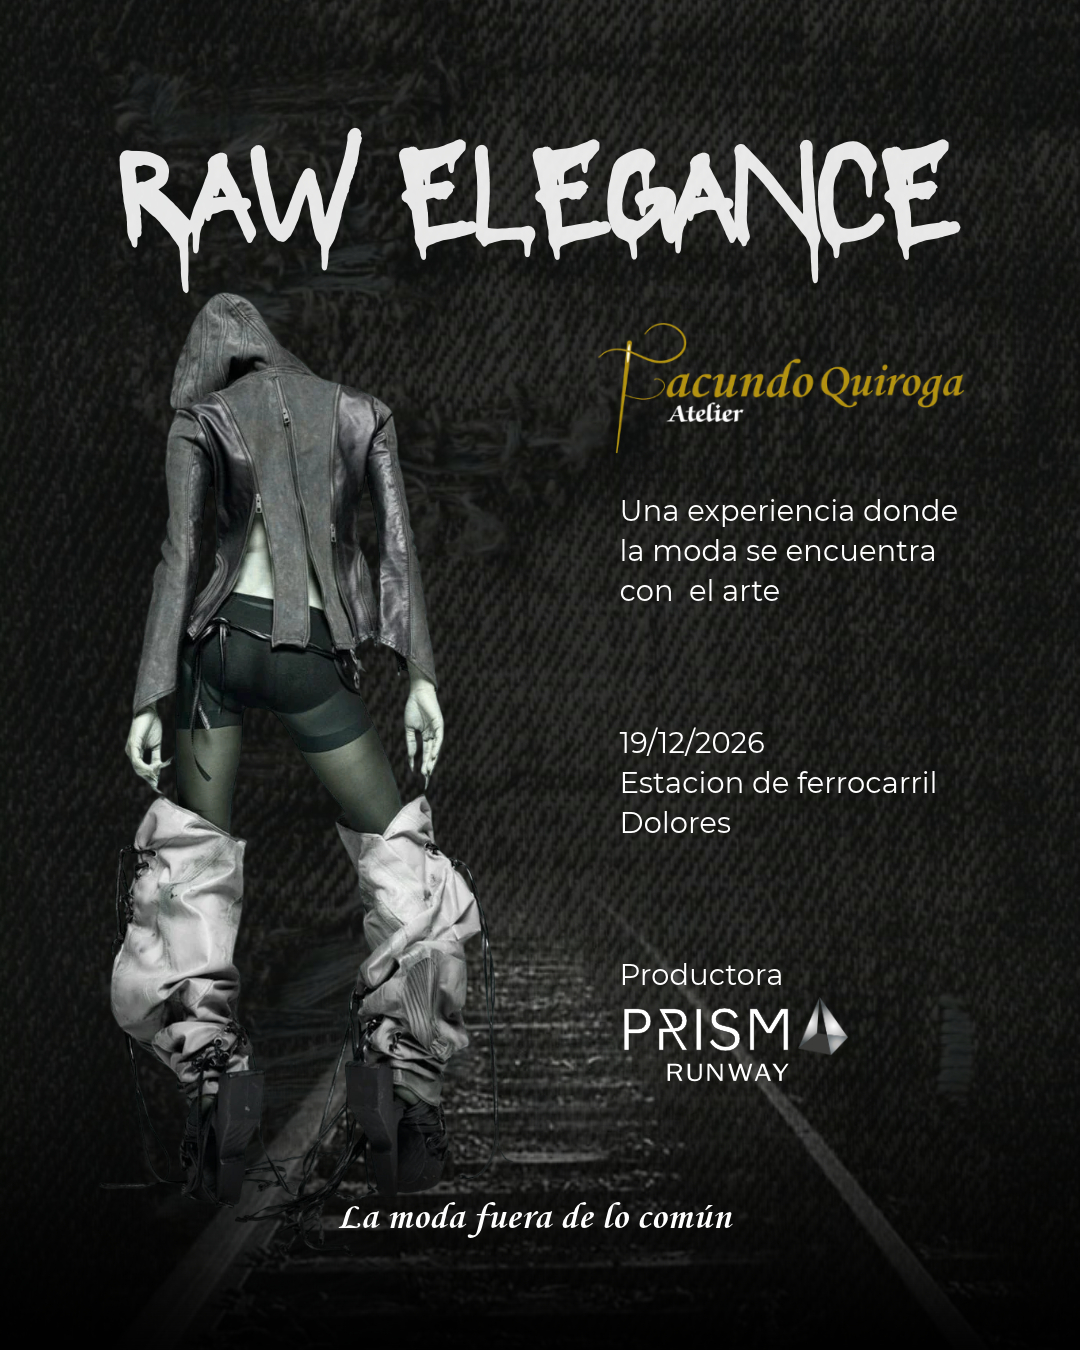 RAW ELEGANCE
Facundo Quiroga
Atelier
Una experiencia donde
la moda se encuentra
con  el arte
19/12/2026
Estacion de ferrocarril
Dolores
Productora
PRISM
RUNWAY
La moda fuera de lo común